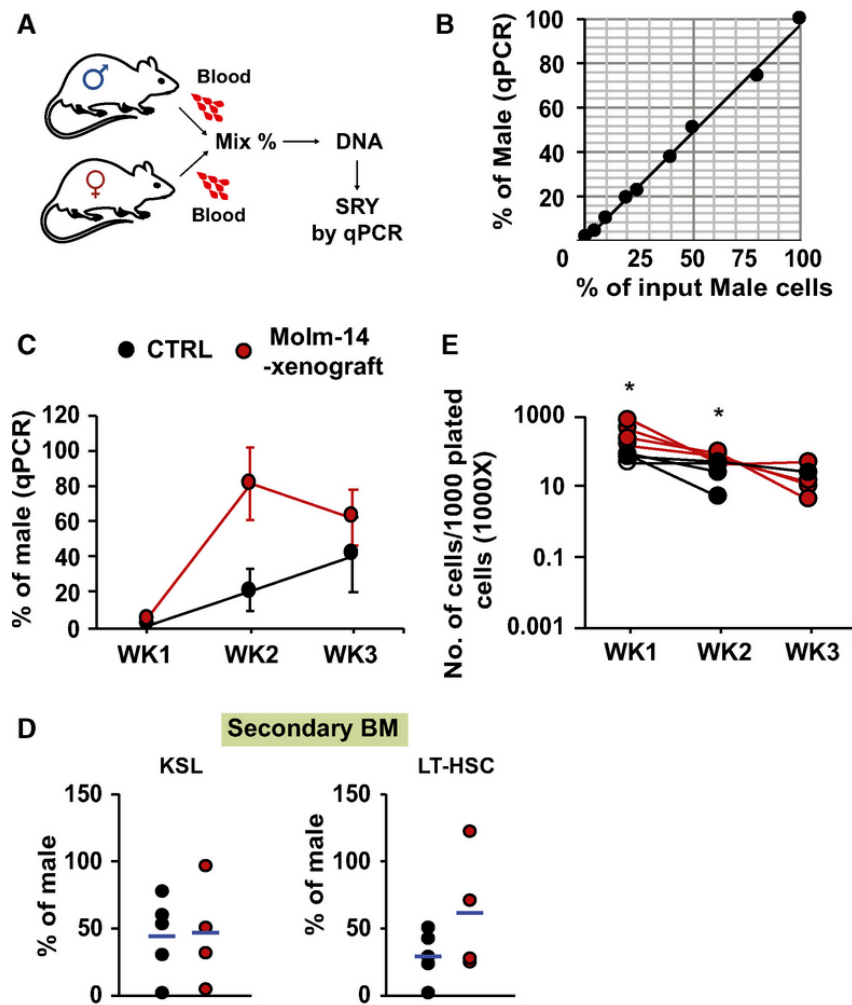 A
♂
Blood
Mix %
DNA
♀
Blood
SRY
by qPCR
B
% of Male (qPCR)
100
80
60
40
20
0
25
50
75
100
% of input Male cells
C
CTRL
Molm-14
-xenograft
% of male (qPCR)
120
100
80
60
40
20
0
WK1
WK2
WK3
E
No. of cells/1000 plated
cells (1000X)
1000
10
0.1
0.001
*
*
WK1
WK2
WK3
D
Secondary BM
KSL
% of male
150
100
50
0
LT-HSC
% of male
150
100
50
0